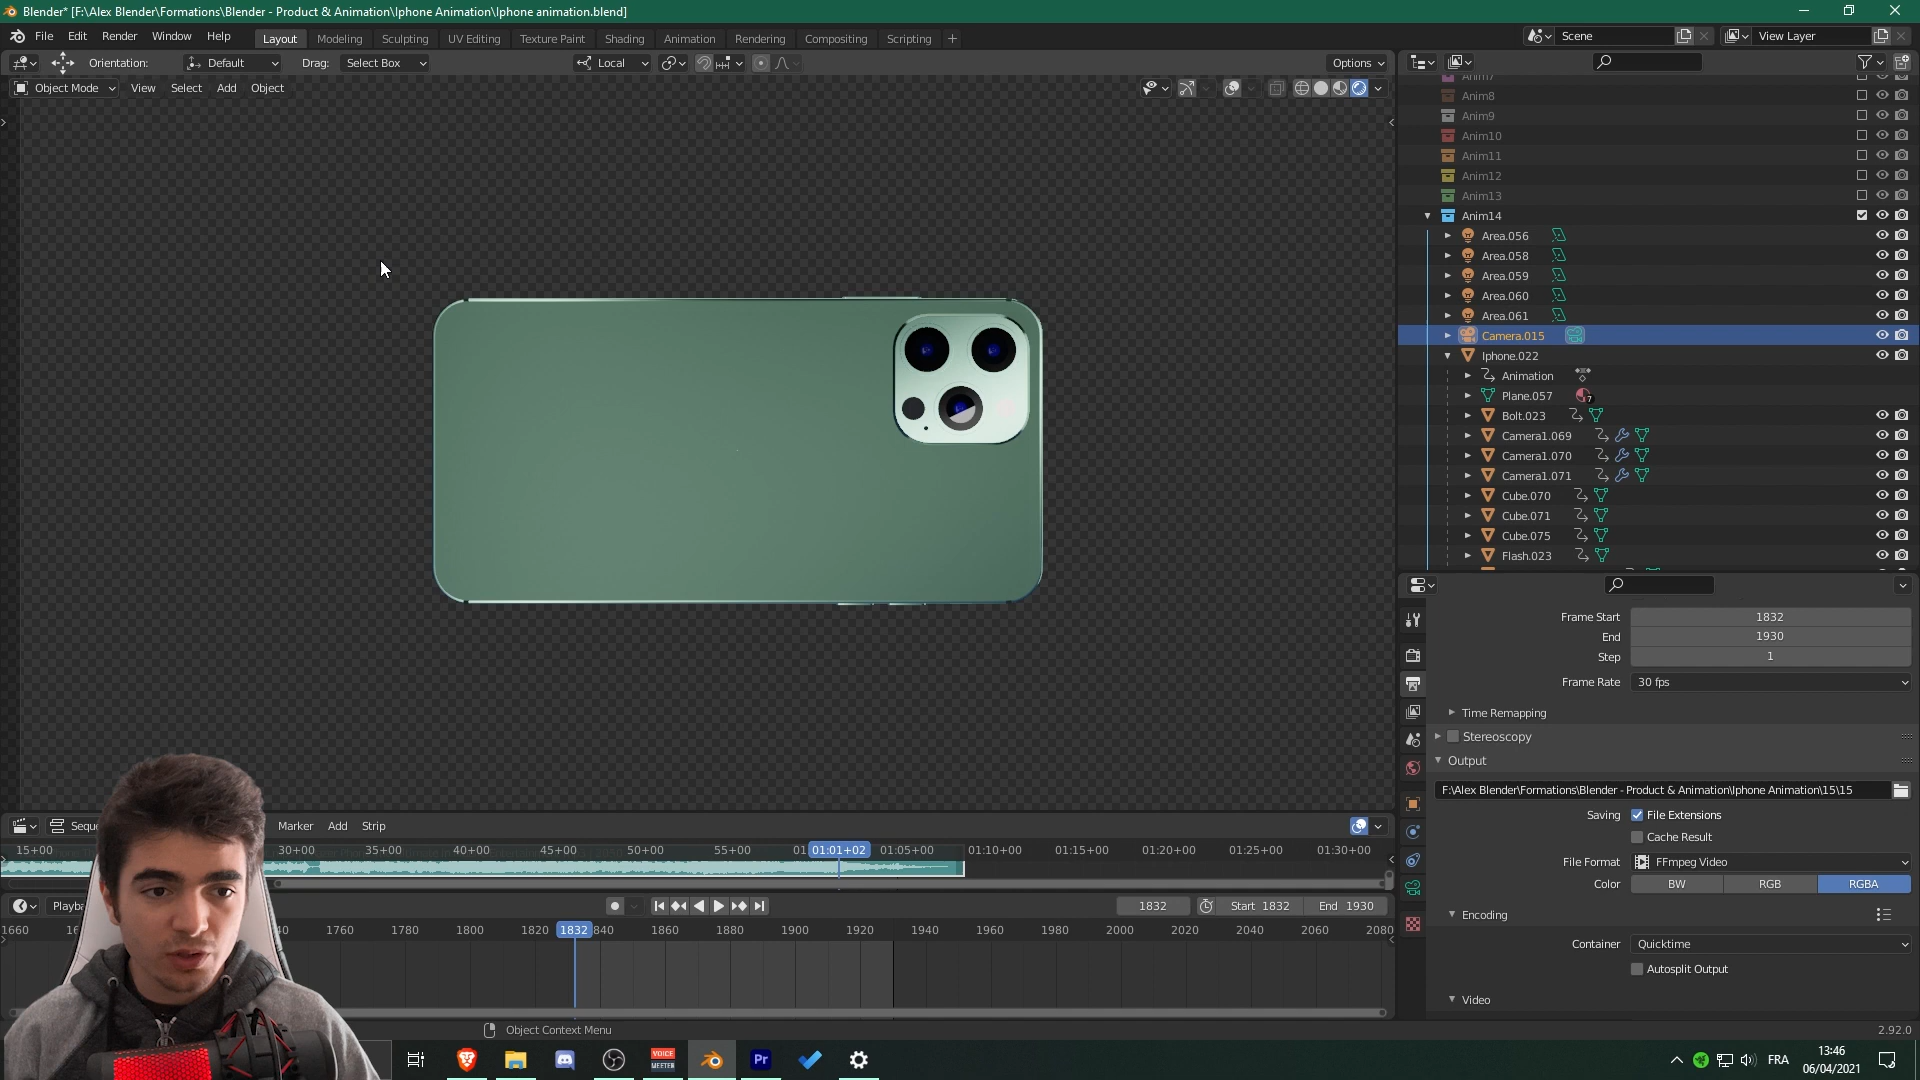 Blender* [F:\Alex Blender\Formations\Blender - Product & Animation\Iphone Animation\Iphone animation.blend]
File Edit Render Window Help Layout Modeling Sculpting UV Editing Texture Paint Shading Animation Rendering Compositing Scripting + Scene View Layer
Orientation: Default Drag: Select Box Local Options
Object Mode View Select Add Object
Anim7
Anim8
Anim9
Anim10
Anim11
Anim12
Anim13
Anim14
Area.056
Area.058
Area.059
Area.060
Area.061
Camera.015
Iphone.022
Animation
Plane.057 7
Bolt.023
Camera1.069
Camera1.070
Camera1.071
Cube.070
Cube.071
Cube.075
Flash.023
Frame Start 1832
End 1930
Step 1
Frame Rate 30 fps
Time Remapping
Stereoscopy
Output
F:\Alex Blender\Formations\Blender - Product & Animation\Iphone Animation\15\15
Saving File Extensions
Cache Result
File Format FFmpeg Video
Color BW RGB RGBA
Encoding
Container Quicktime
Autosplit Output
Video
Marker Add Strip
15+00 30+00 35+00 40+00 45+00 50+00 55+00 01:01+02 01:05+00 01:10+00 01:15+00 01:20+00 01:25+00 01:30+00
1832 Start 1832 End 1930
1660 1760 1780 1800 1820 1832 1860 1880 1900 1920 1940 1960 1980 2000 2020 2040 2060 2080
Object Context Menu 2.92.0
VOICE MEETER Pr FRA 13:46
06/04/2021